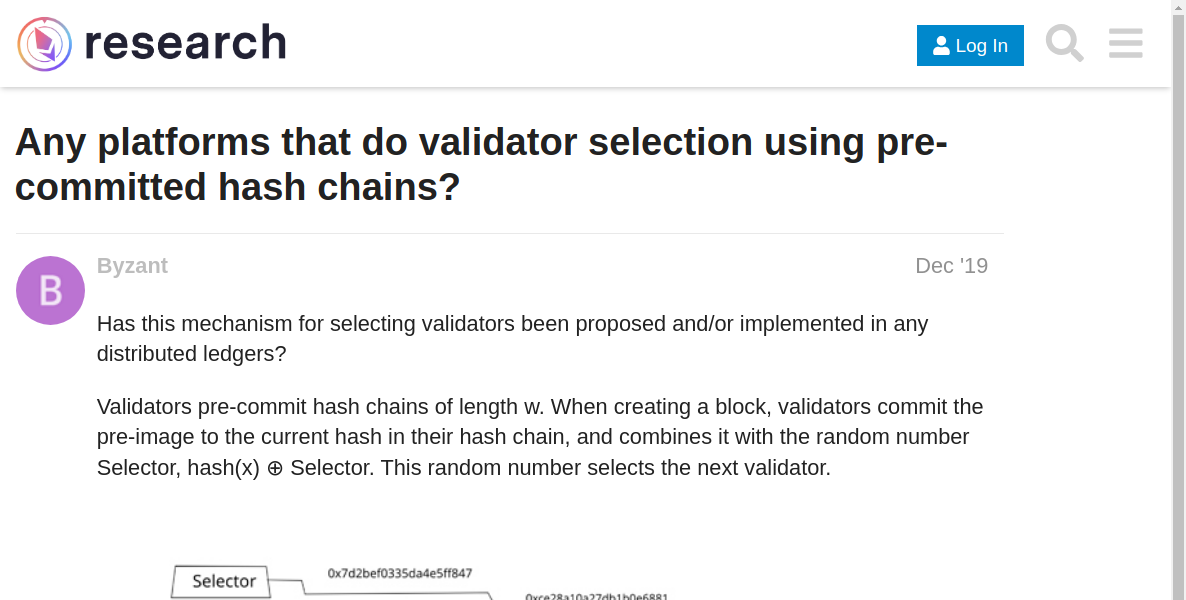 research
Log In
Any platforms that do validator selection using pre-
committed hash chains?
B
Byzant
Dec '19
Has this mechanism for selecting validators been proposed and/or implemented in any
distributed ledgers?
Validators pre-commit hash chains of length w. When creating a block, validators commit the
pre-image to the current hash in their hash chain, and combines it with the random number
Selector, hash(x) ⊕ Selector. This random number selects the next validator.
Selector
0x7d2bef0335da4e5ff847
0xce28a10a27db1b0e6881